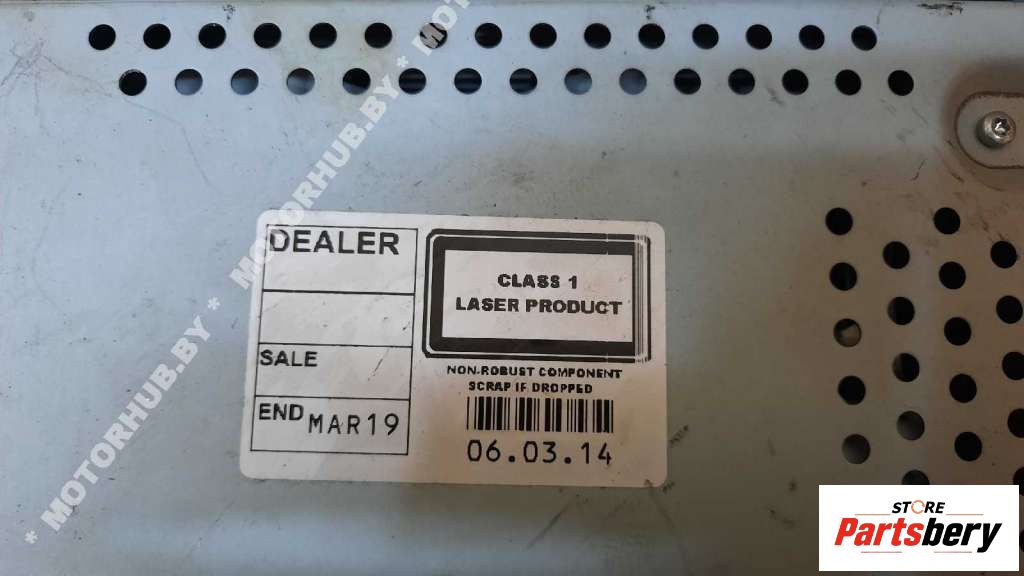 * MOTORHUB.BY * MOTORHUB.BY * MOTORHUB.BY *
DEALER
SALE
END MAR19
CLASS 1
LASER PRODUCT
NON-ROBUST COMPONENT
SCRAP IF DROPPED
06.03.14
STORE
Partsbery